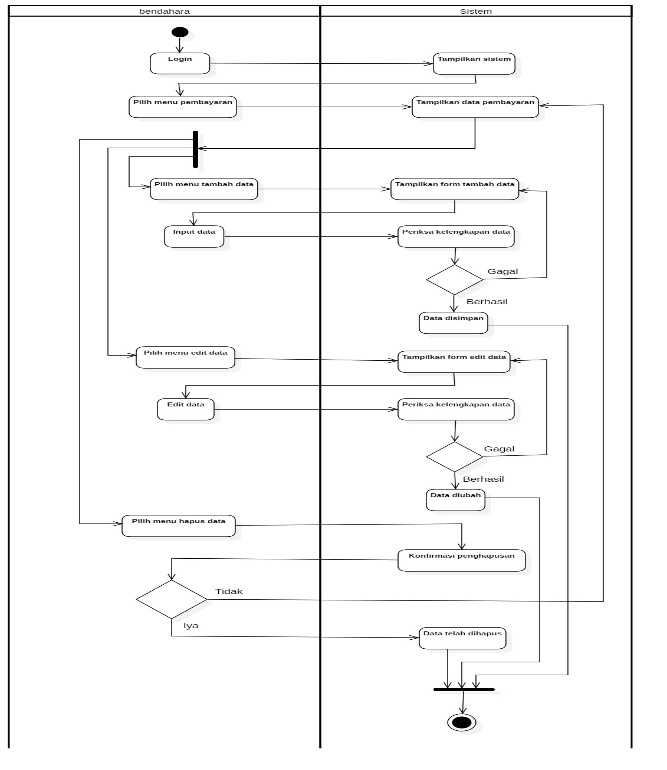 bendahara
Sistem
Login
Tampilkan sistem
Pilih menu pembayaran
Tampilkan data pembayaran
Pilih menu tambah data
Tampilkan form tambah data
Input data
Periksa kelengkapan data
Gagal
Berhasil
Data disimpan
Pilih menu edit data
Tampilkan form edit data
Edit data
Periksa kelengkapan data
Gagal
Berhasil
Data diubah
Pilih menu hapus data
Konfirmasi penghapusan
Tidak
Iya
Data telah dihapus